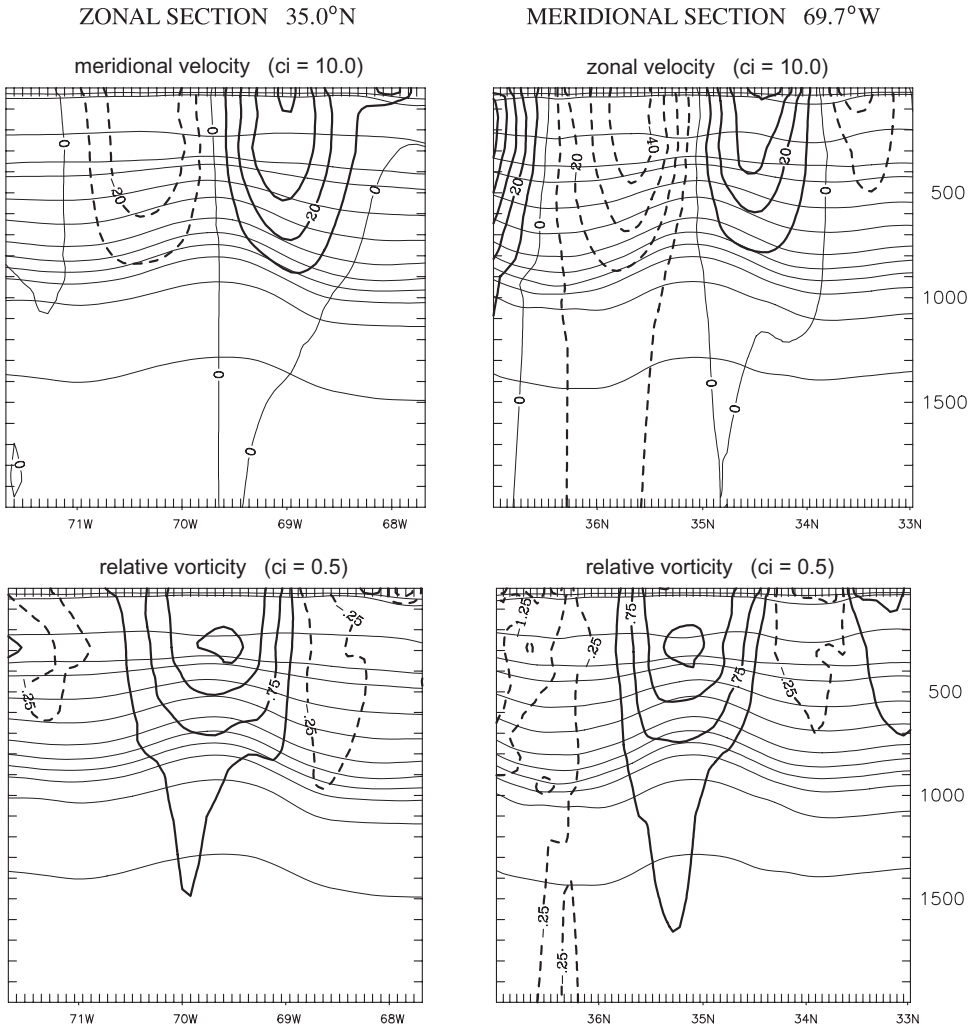 ZONAL SECTION 35.0°N
MERIDIONAL SECTION 69.7°W
meridional velocity (ci = 10.0)
zonal velocity (ci = 10.0)
0
0
-20
20
0
0
0
0
71W
70W
69W
68W
20
0
20
-40
20
0
0
0
0
500
1000
1500
36N
35N
34N
33N
relative vorticity (ci = 0.5)
relative vorticity (ci = 0.5)
-.25
-.25
.75
-.25
71W
70W
69W
68W
-1.25
-.25
.75
.75
-.25
-.25
-.25
500
1000
1500
36N
35N
34N
33N